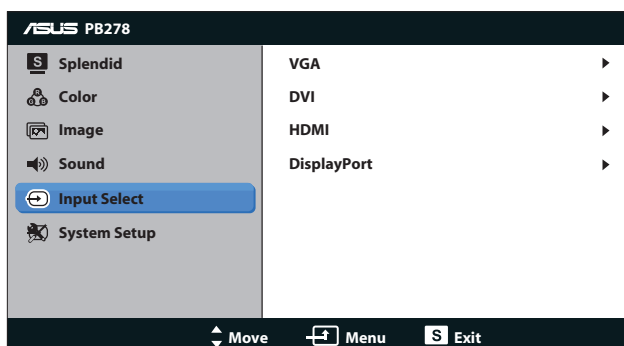 ASUS PB278
S Splendid
R G B Color
Image
Sound
Input Select
System Setup
VGA
DVI
HDMI
DisplayPort
Move Menu S Exit